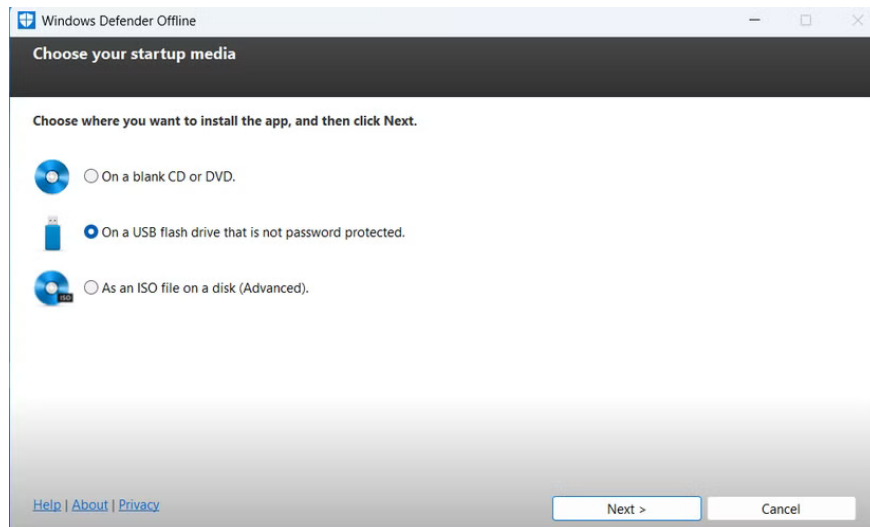 Windows Defender Offline
Choose your startup media
Choose where you want to install the app, and then click Next.
On a blank CD or DVD.
On a USB flash drive that is not password protected.
ISO
As an ISO file on a disk (Advanced).
Help | About | Privacy
Next >
Cancel